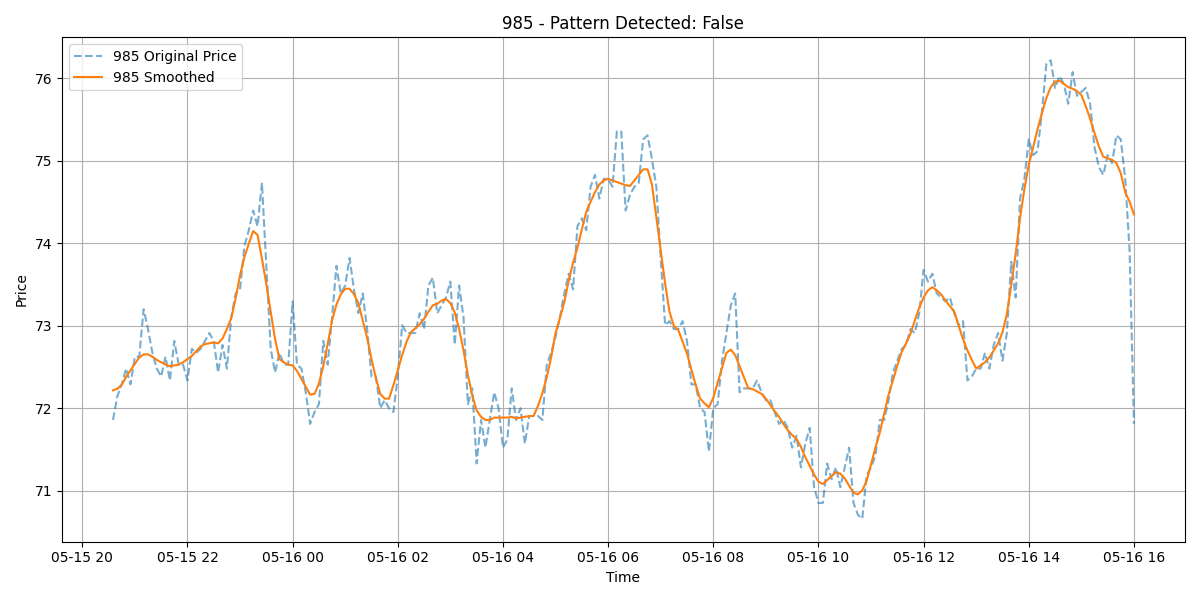 985 - Pattern Detected: False
985 Original Price
985 Smoothed
Price
76
75
74
73
72
71
05-15 20 05-15 22 05-16 00 05-16 02 05-16 04 05-16 06 05-16 08 05-16 10 05-16 12 05-16 14 05-16 16
Time